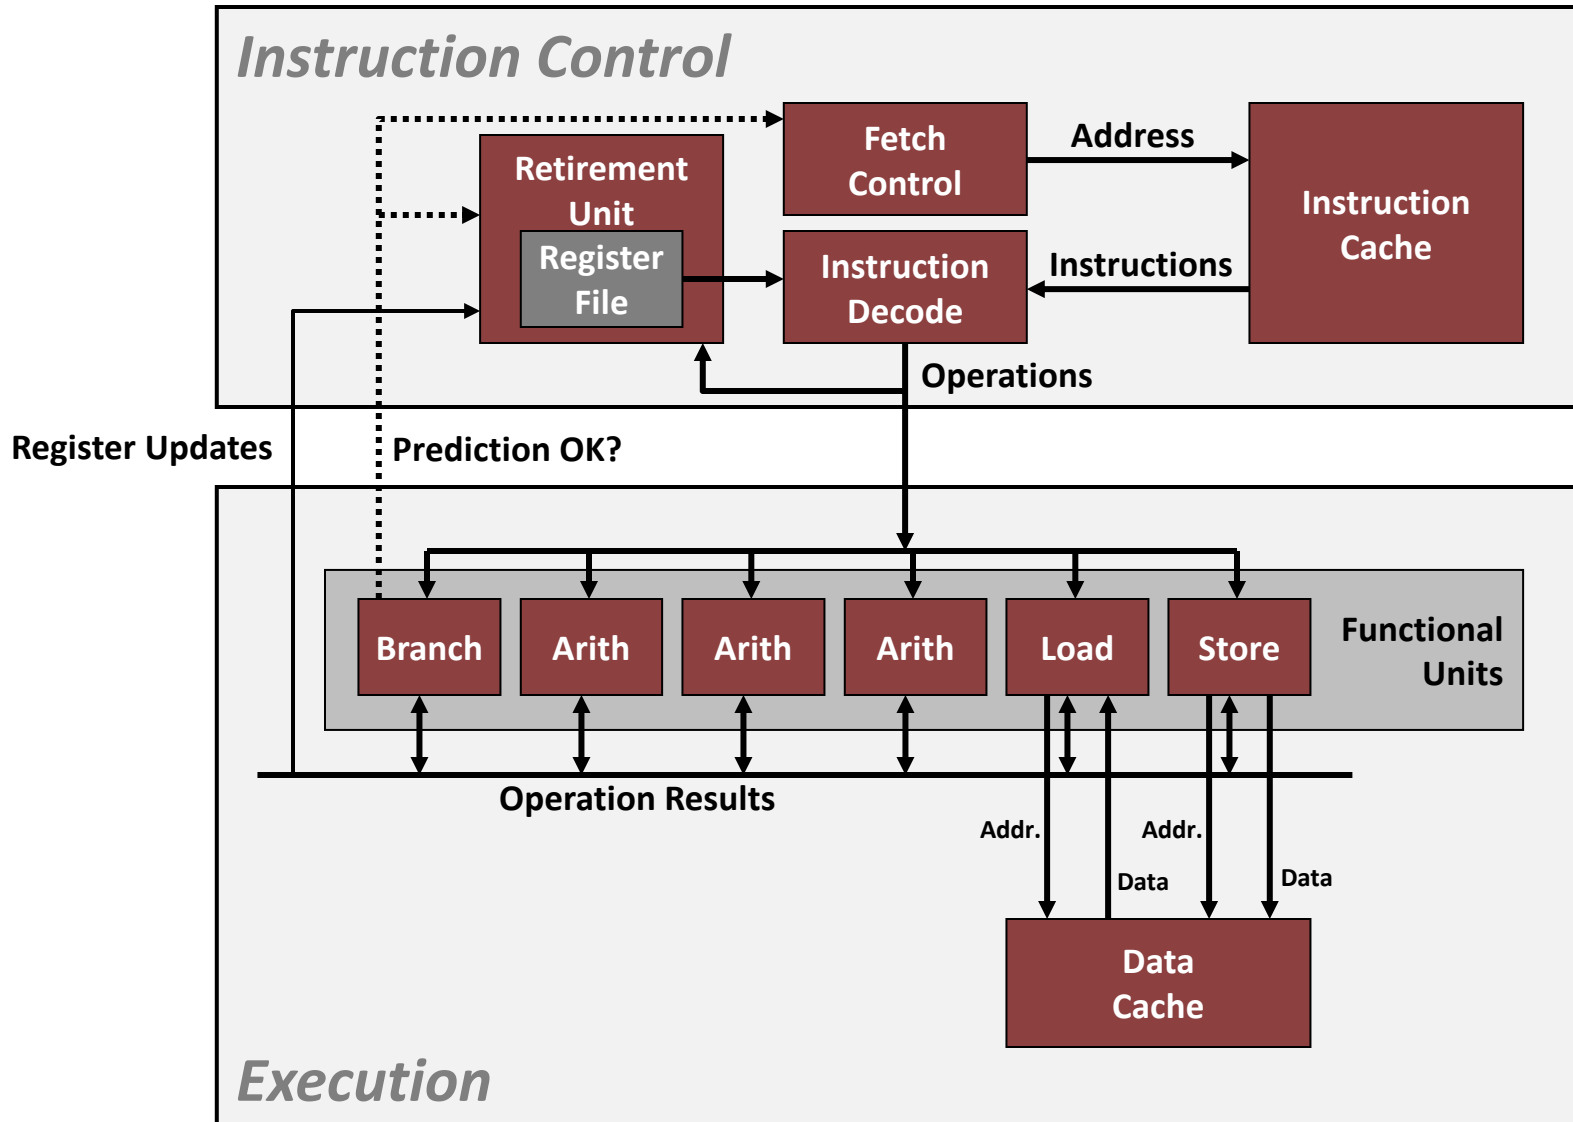 Instruction Control
Fetch
Control
Address
Instruction
Cache
Retirement
Unit
Register
File
Instruction
Decode
Instructions
Operations
Register Updates
Prediction OK?
Branch
Arith
Arith
Arith
Load
Store
Functional
Units
Operation Results
Addr.
Addr.
Data
Data
Data
Cache
Execution